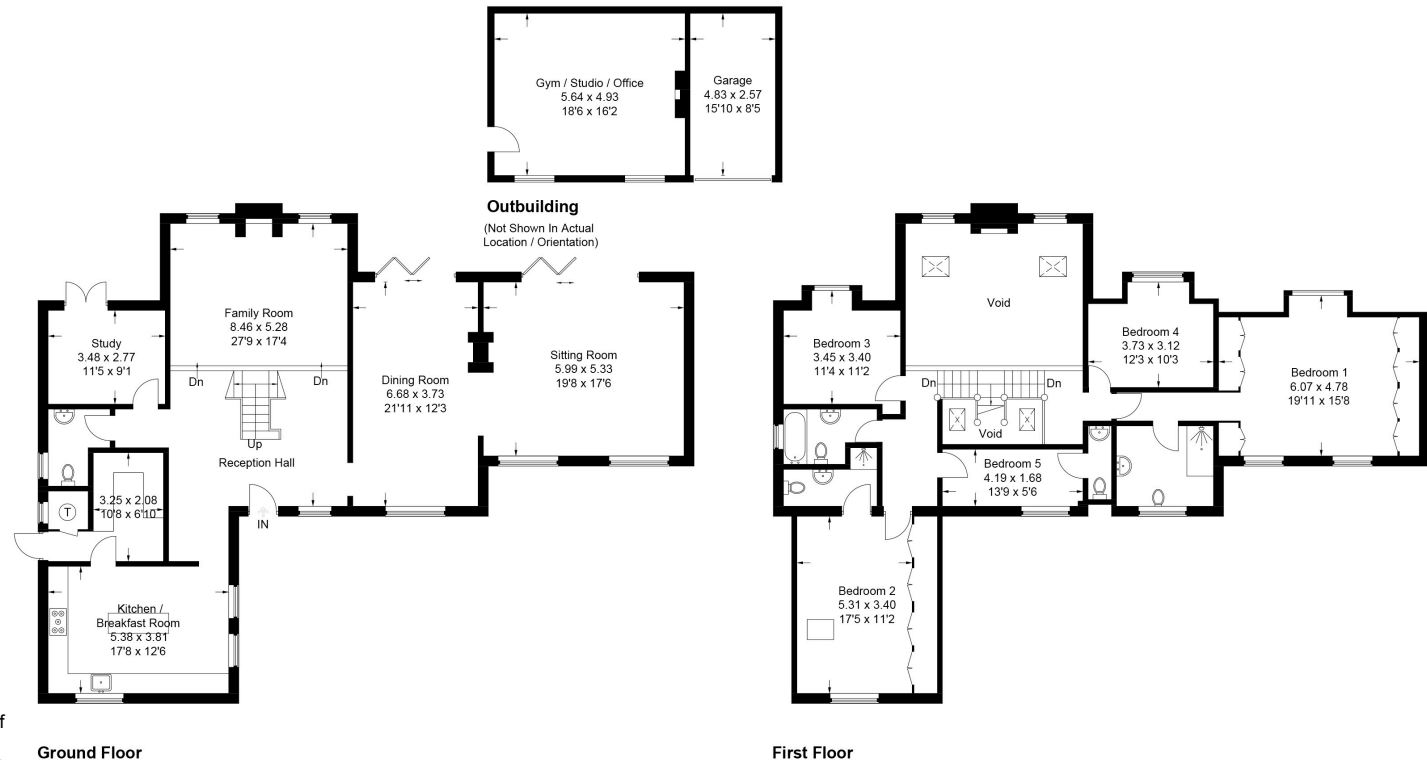 Gym / Studio / Office
5.64 x 4.93
18'6 x 16'2
Garage
4.83 x 2.57
15'10 x 8'5
Outbuilding
(Not Shown In Actual
Location / Orientation)
Family Room
8.46 x 5.28
27'9 x 17'4
Study
3.48 x 2.77
11'5 x 9'1
Dn
Dn
Dining Room
6.68 x 3.73
21'11 x 12'3
Sitting Room
5.99 x 5.33
19'8 x 17'6
Up
Reception Hall
3.25 x 2.08
10'8 x 6'10
T
IN
Kitchen /
Breakfast Room
5.38 x 3.81
17'8 x 12'6
f
Ground Floor
Void
Bedroom 3
3.45 x 3.40
11'4 x 11'2
Bedroom 4
3.73 x 3.12
12'3 x 10'3
Bedroom 1
6.07 x 4.78
19'11 x 15'8
Dn
Dn
Void
Bedroom 5
4.19 x 1.68
13'9 x 5'6
Bedroom 2
5.31 x 3.40
17'5 x 11'2
First Floor